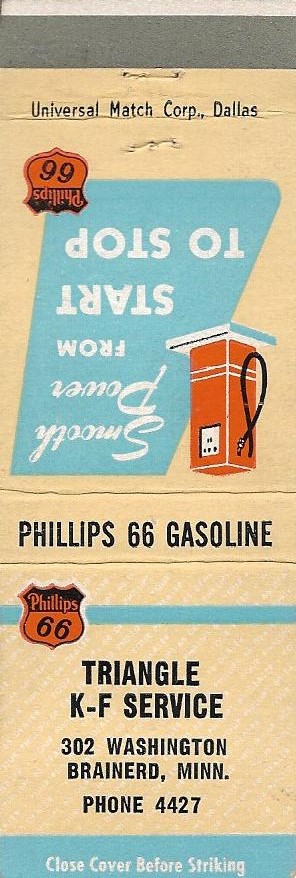 Universal Match Corp., Dallas
Phillips
66
Smooth
Power
FROM
START
TO STOP
PHILLIPS 66 GASOLINE
Phillips
66
TRIANGLE
K-F SERVICE
302 WASHINGTON
BRAINERD, MINN.
PHONE 4427
Close Cover Before Striking